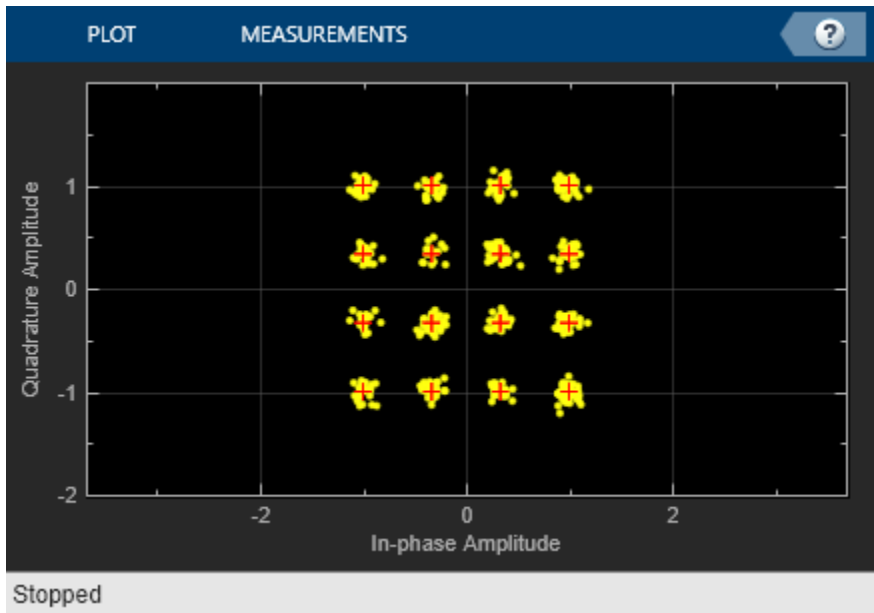 PLOT MEASUREMENTS ?
Quadrature Amplitude
1
0
-1
-2
-2 0 2
In-phase Amplitude
Stopped